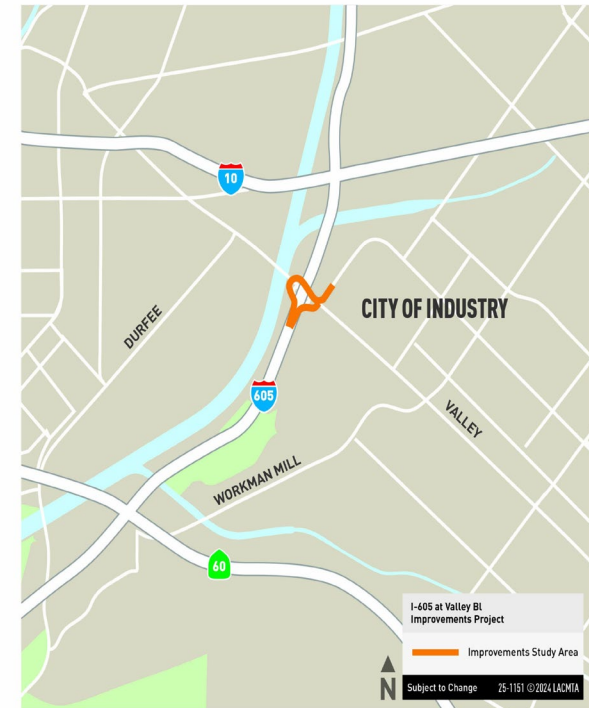 10
DURFEE
CITY OF INDUSTRY
605
VALLEY
WORKMAN MILL
60
I-605 at Valley Bl
Improvements Project
Improvements Study Area
N
Subject to Change 25-1151 ©2024 LACMTA